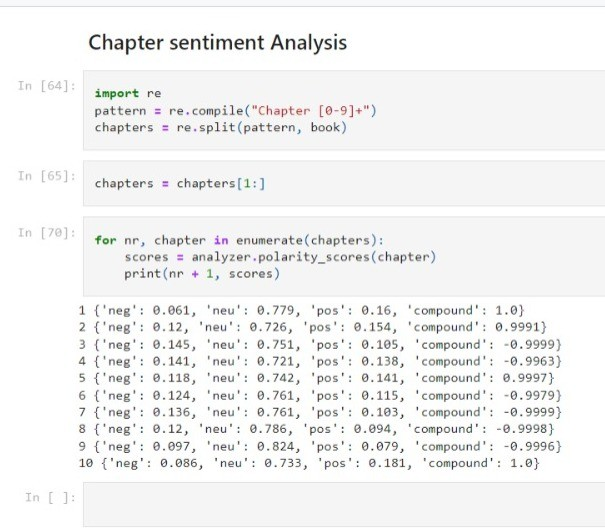 Chapter sentiment Analysis
In [64]:
import re
pattern = re.compile("Chapter [0-9]+")
chapters = re.split(pattern, book)
In [65]:
chapters = chapters[1:]
In [70]:
for nr, chapter in enumerate(chapters):
    scores = analyzer.polarity_scores(chapter)
    print(nr + 1, scores)
1 {'neg': 0.061, 'neu': 0.779, 'pos': 0.16, 'compound': 1.0}
2 {'neg': 0.12, 'neu': 0.726, 'pos': 0.154, 'compound': 0.9991}
3 {'neg': 0.145, 'neu': 0.751, 'pos': 0.105, 'compound': -0.9999}
4 {'neg': 0.141, 'neu': 0.721, 'pos': 0.138, 'compound': -0.9963}
5 {'neg': 0.118, 'neu': 0.742, 'pos': 0.141, 'compound': 0.9997}
6 {'neg': 0.124, 'neu': 0.761, 'pos': 0.115, 'compound': -0.9979}
7 {'neg': 0.136, 'neu': 0.761, 'pos': 0.103, 'compound': -0.9999}
8 {'neg': 0.12, 'neu': 0.786, 'pos': 0.094, 'compound': -0.9998}
9 {'neg': 0.097, 'neu': 0.824, 'pos': 0.079, 'compound': -0.9996}
10 {'neg': 0.086, 'neu': 0.733, 'pos': 0.181, 'compound': 1.0}
In [ ]: